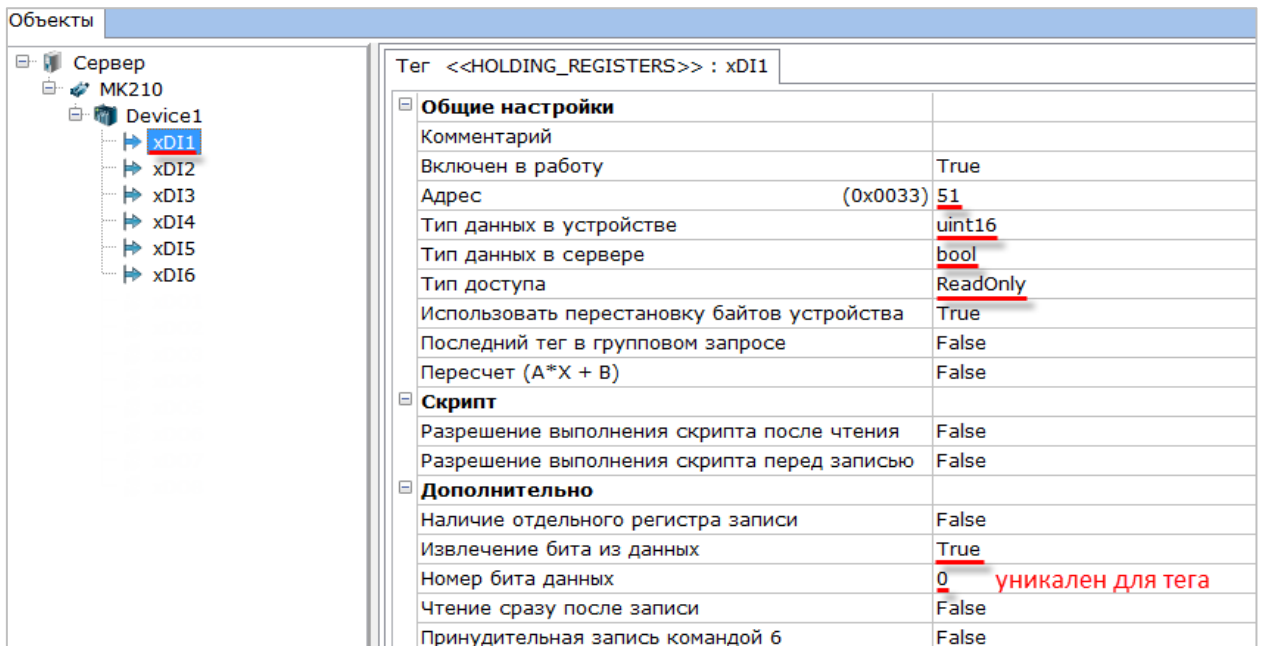 Объекты
Сервер
MK210
Device1
xDI1
xDI2
xDI3
xDI4
xDI5
xDI6
Тег <<HOLDING_REGISTERS>> : xDI1
Общие настройки
Комментарий
Включен в работу True
Адрес (0x0033) 51
Тип данных в устройстве uint16
Тип данных в сервере bool
Тип доступа ReadOnly
Использовать перестановку байтов устройства True
Последний тег в групповом запросе False
Пересчет (A*X + B) False
Скрипт
Разрешение выполнения скрипта после чтения False
Разрешение выполнения скрипта перед записью False
Дополнительно
Наличие отдельного регистра записи False
Извлечение бита из данных True
Номер бита данных 0 уникален для тега
Чтение сразу после записи False
Принудительная запись командой 6 False